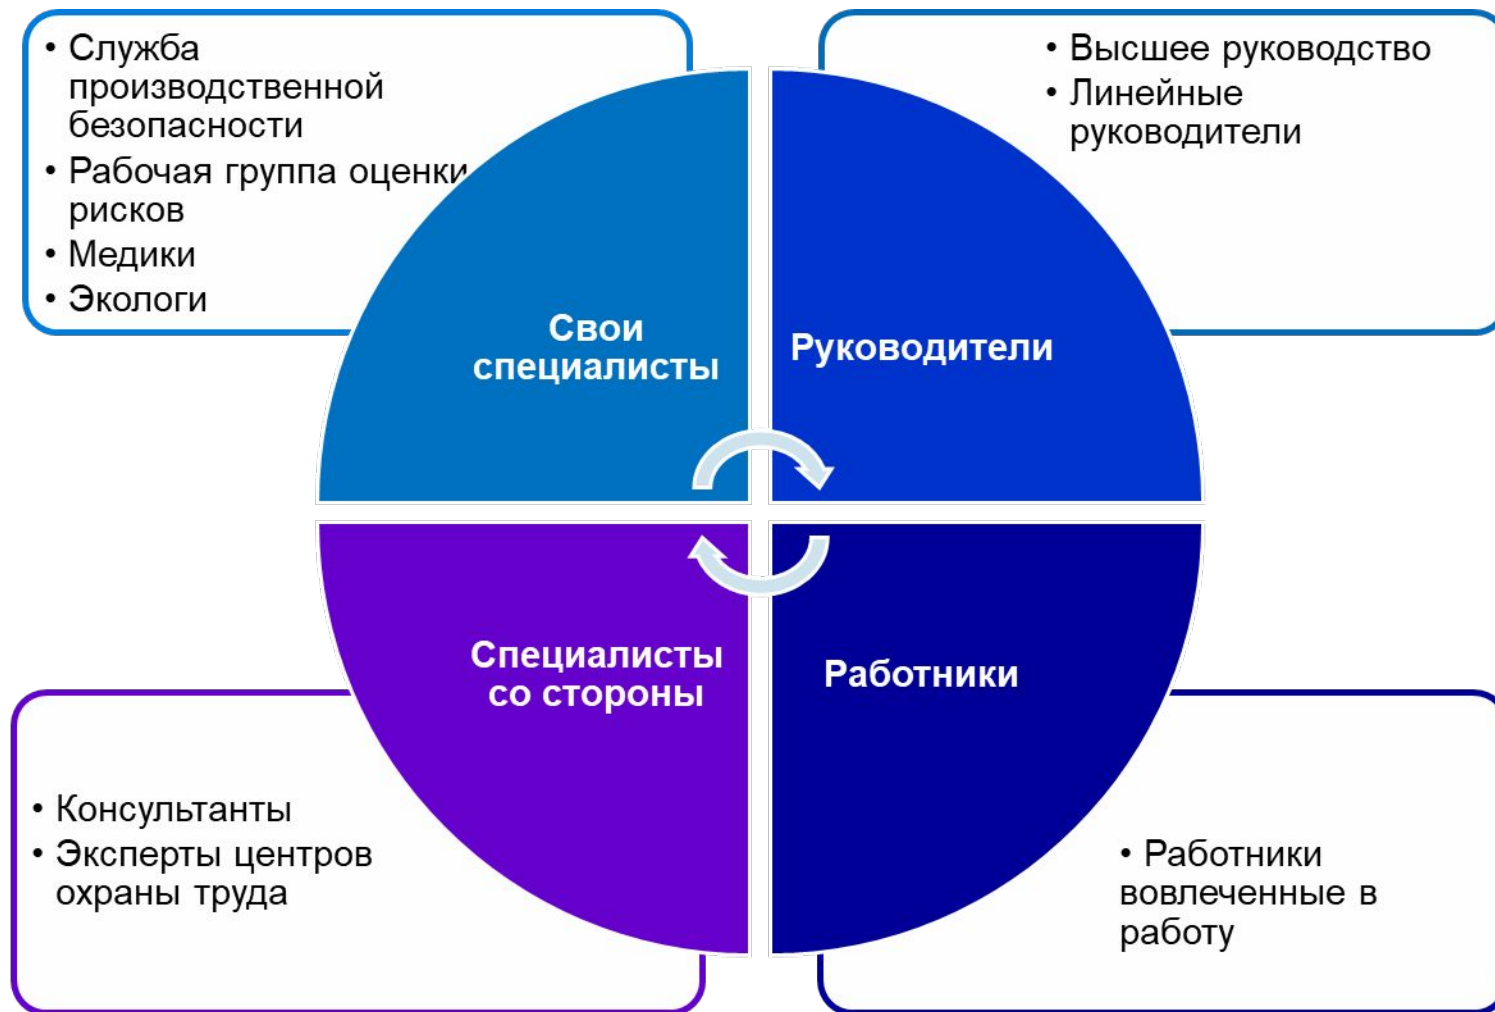 • Служба
производственной
безопасности
• Рабочая группа оценки
рисков
• Медики
• Экологи
• Высшее руководство
• Линейные
руководители
Свои
специалисты
Руководители
Специалисты
со стороны
Работники
• Консультанты
• Эксперты центров
охраны труда
• Работники
вовлеченные в
работу